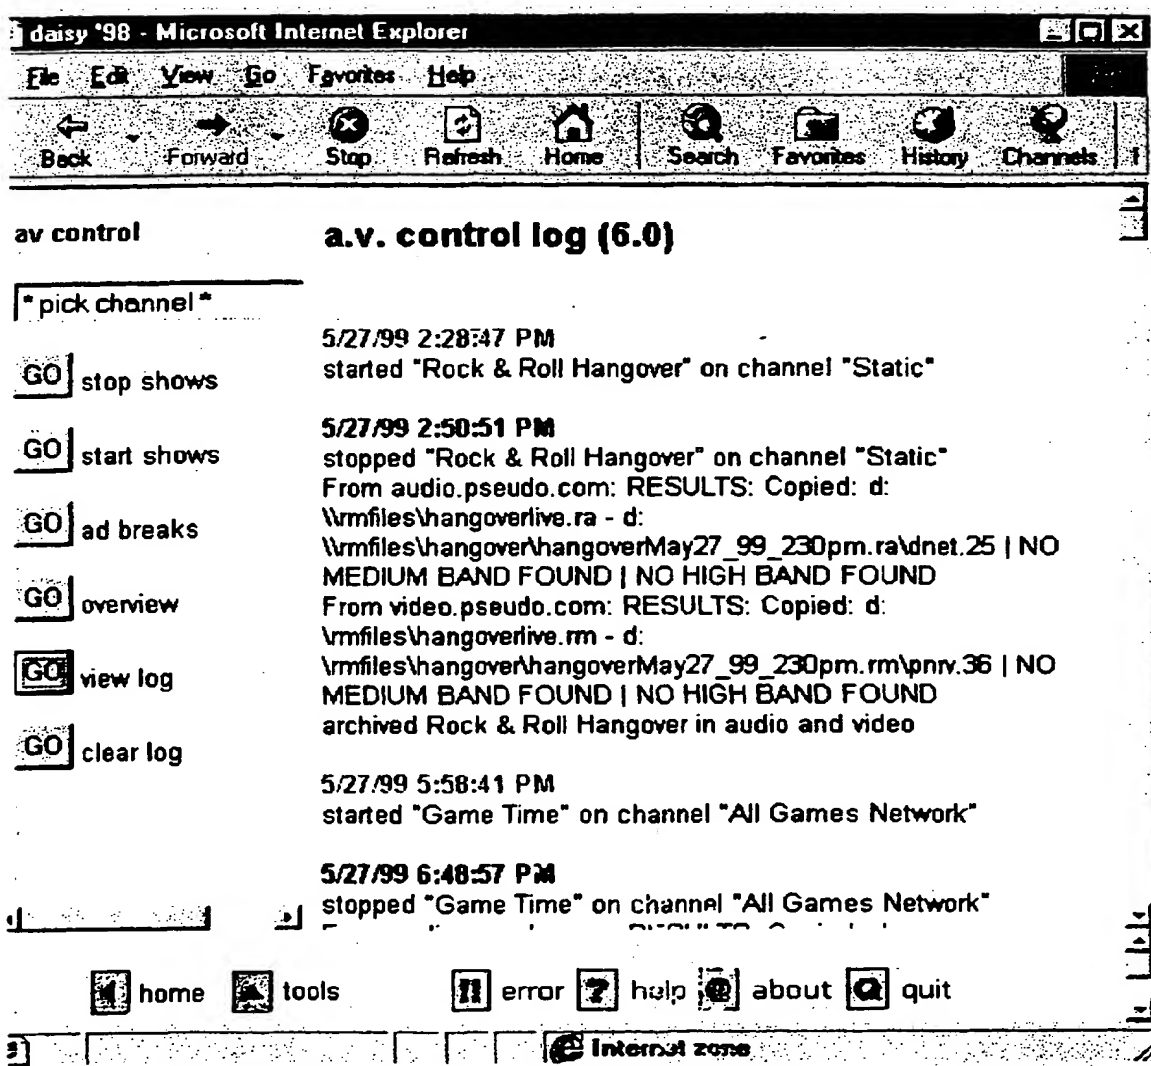 daisy '98 - Microsoft Internet Explorer
File Edit View Go Favorites Help
Back Forward Stop Refresh Home Search Favorites History Channels
av control
a.v. control log (6.0)
* pick channel *
5/27/99 2:28:47 PM
started "Rock & Roll Hangover" on channel "Static"
GO stop shows
5/27/99 2:50:51 PM
stopped "Rock & Roll Hangover" on channel "Static"
GO start shows
From audio.pseudo.com: RESULTS: Copied: d:
\\rmfiles\hangoverlive.ra - d:
GO ad breaks
\\rmfiles\hangover\hangoverMay27_99_230pm.ra\dnet.25 | NO
MEDIUM BAND FOUND | NO HIGH BAND FOUND
GO overview
From video.pseudo.com: RESULTS: Copied: d:
\rmfiles\hangoverlive.rm - d:
\rmfiles\hangover\hangoverMay27_99_230pm.rm\pnrv.36 | NO
GO view log
MEDIUM BAND FOUND | NO HIGH BAND FOUND
archived Rock & Roll Hangover in audio and video
GO clear log
5/27/99 5:58:41 PM
started "Game Time" on channel "All Games Network"
5/27/99 6:48:57 PM
stopped "Game Time" on channel "All Games Network"
home tools !! error ? help @ about Q quit
Internet zone